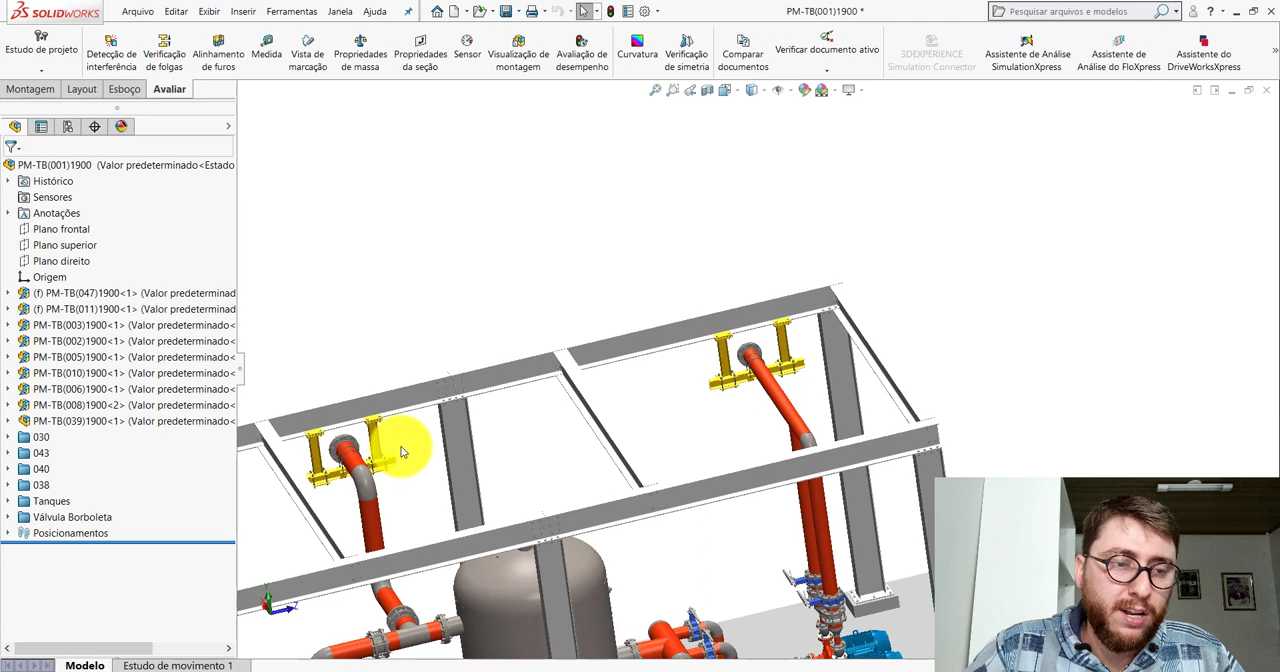 SOLIDWORKS Arquivo Editar Exibir Inserir Ferramentas Janela Ajuda PM-TB(001)1900 * Pesquisar arquivos e modelos
Estudo de projeto
Detecção de interferência
Verificação de folgas
Alinhamento de furos
Medida
Vista de marcação
Propriedades de massa
Propriedades da seção
Sensor
Visualização de montagem
Avaliação de desempenho
Curvatura
Verificação de simetria
Comparar documentos
Verificar documento ativo
3DEXPERIENCE Simulation Connector
Assistente de Análise SimulationXpress
Assistente de Análise do FloXpress
Assistente do DriveWorksXpress
Montagem Layout Esboço Avaliar
PM-TB(001)1900 (Valor predeterminado<Estado
Histórico
Sensores
Anotações
Plano frontal
Plano superior
Plano direito
Origem
(f) PM-TB(047)1900<1> (Valor predeterminad
(f) PM-TB(011)1900<1> (Valor predeterminad
PM-TB(003)1900<1> (Valor predeterminado<
PM-TB(002)1900<1> (Valor predeterminado<
PM-TB(005)1900<1> (Valor predeterminado<
1900<1> (Valor predeterminado<
PM-TB(006)1900<1> (Valor predeterminado<
PM-TB(008)1900<2> (Valor predeterminado<
PM-TB(039)1900<1> (Valor predeterminado<
030
043
040
038
Tanques
Válvula Borboleta
Posicionamentos
Modelo Estudo de movimento 1